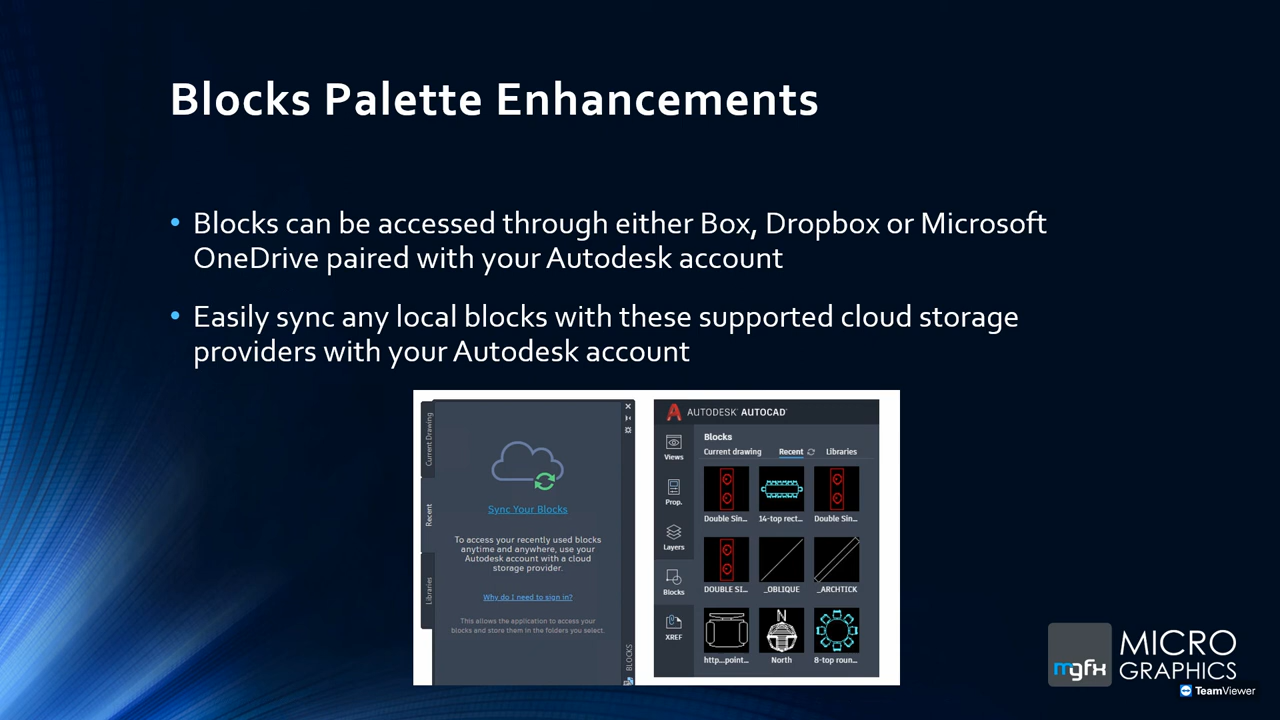 Blocks Palette Enhancements
• Blocks can be accessed through either Box, Dropbox or Microsoft
OneDrive paired with your Autodesk account
• Easily sync any local blocks with these supported cloud storage
providers with your Autodesk account
Current Drawing
Recent
Libraries
Sync Your Blocks
To access your recently used blocks
anytime and anywhere, use your
Autodesk account with a cloud
storage provider.
Why do I need to sign in?
This allows the application to access your
blocks and store them in the folders you select.
BLOCKS
AUTODESK® AUTOCAD®
Views
Prop.
Layers
Blocks
XREF
Blocks
Current drawing Recent Libraries
Double Sin... 14-top rect... Double Sin...
DOUBLE SI... _OBLIQUE _ARCHTICK
N
http...point... North 8-top roun...
mgfx
MICRO
GRAPHICS
TeamViewer